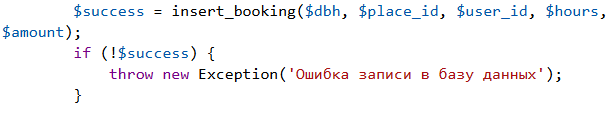 $success = insert_booking($dbh, $place_id, $user_id, $hours,
$amount);
if (!$success) {
throw new Exception('Ошибка записи в базу данных');
}